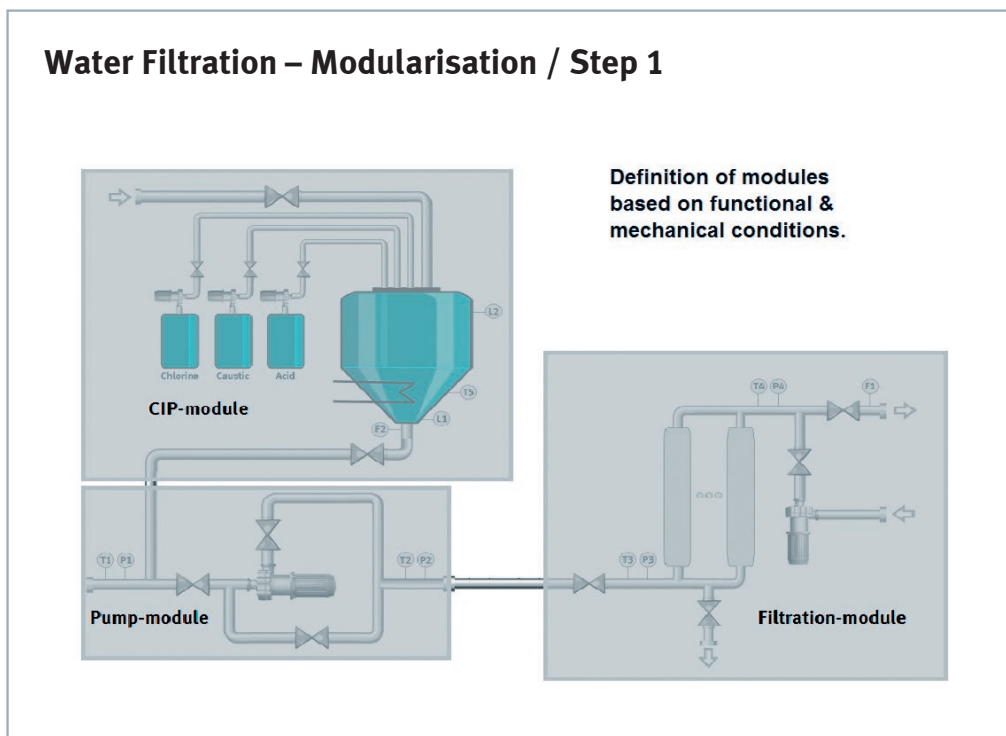 Water Filtration – Modularisation / Step 1
Definition of modules
based on functional &
mechanical conditions.
L2
Chlorine Caustic Acid
T5
CIP-module
L1
F2
T4 P4 F1
T1 P1
T2 P2
T3 P3
Pump-module
Filtration-module